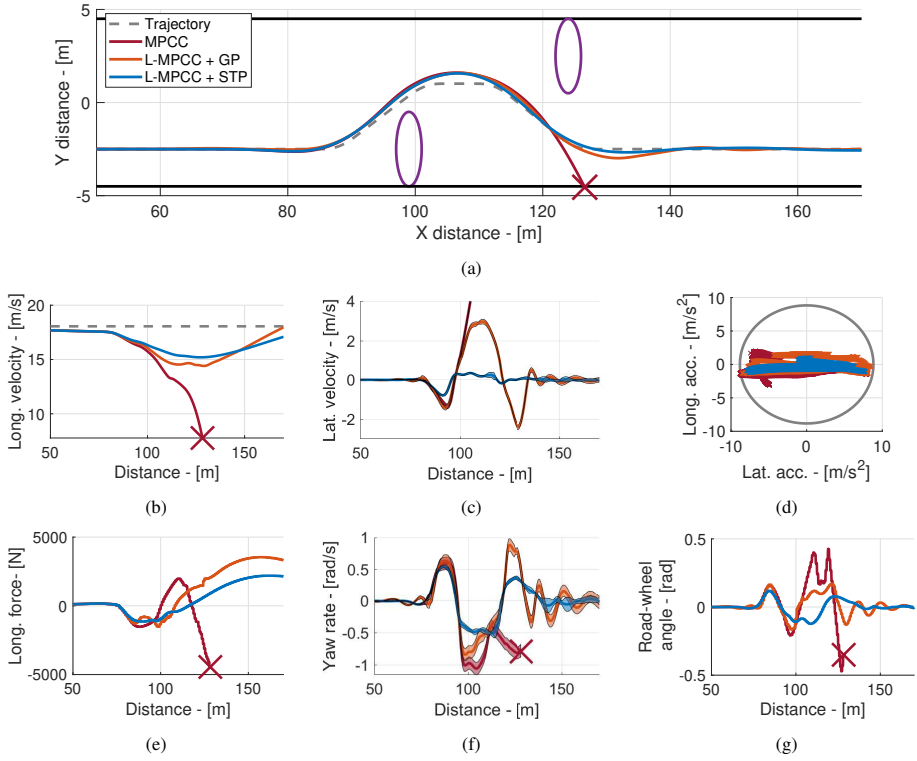 5
0
-5
Y distance - [m]
Trajectory
MPCC
L-MPCC + GP
L-MPCC + STP
60
80
100
120
140
160
X distance - [m]
(a)
20
15
10
Long. velocity - [m/s]
50
100
150
Distance - [m]
(b)
4
2
0
-2
Lat. velocity - [m/s]
50
100
150
Distance - [m]
(c)
10
5
0
-5
-10
Long. acc. - [m/s²]
-10
0
10
Lat. acc. - [m/s²]
(d)
5000
0
-5000
Long. force- [N]
50
100
150
Distance - [m]
(e)
1
0.5
0
-0.5
-1
Yaw rate - [rad/s]
50
100
150
Distance - [m]
(f)
0.5
0
-0.5
Road-wheel
angle - [rad]
50
100
150
Distance - [m]
(g)